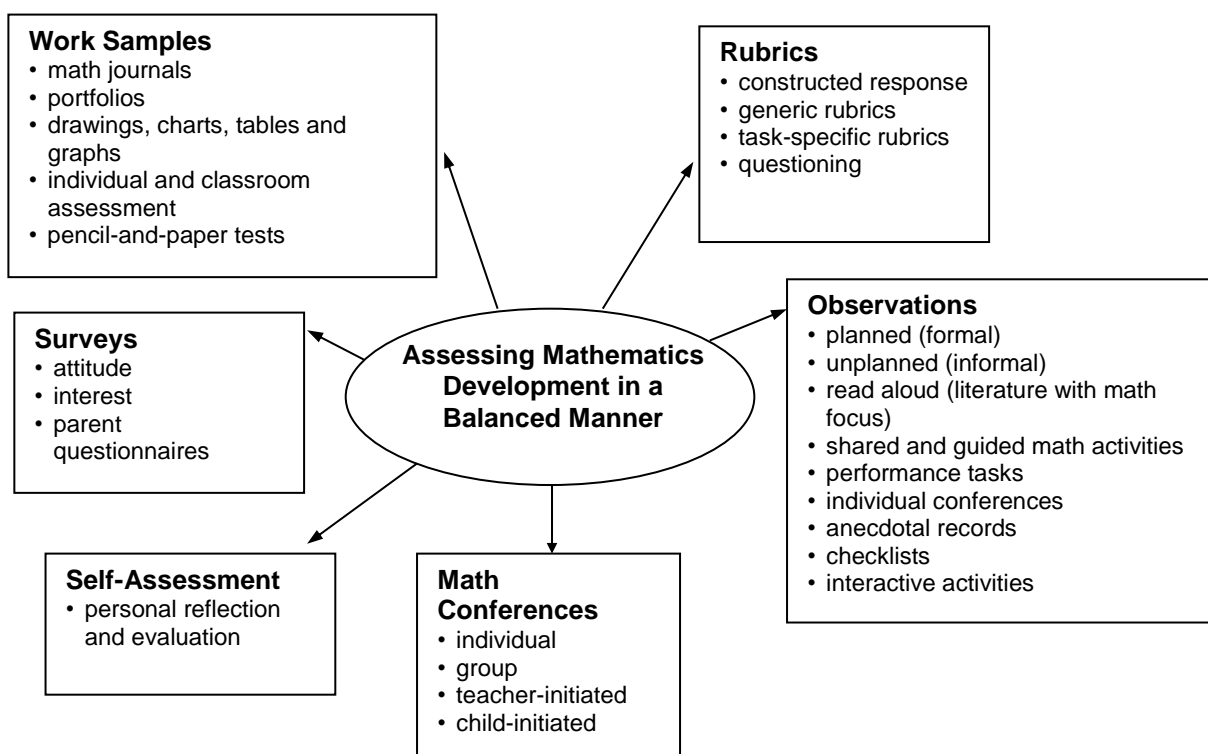 Work Samples
• math journals
• portfolios
• drawings, charts, tables and
graphs
• individual and classroom
assessment
• pencil-and-paper tests
Rubrics
• constructed response
• generic rubrics
• task-specific rubrics
• questioning
Surveys
• attitude
• interest
• parent
questionnaires
Assessing Mathematics
Development in a
Balanced Manner
Observations
• planned (formal)
• unplanned (informal)
• read aloud (literature with math
focus)
• shared and guided math activities
• performance tasks
• individual conferences
• anecdotal records
• checklists
• interactive activities
Self-Assessment
• personal reflection
and evaluation
Math
Conferences
• individual
• group
• teacher-initiated
• child-initiated